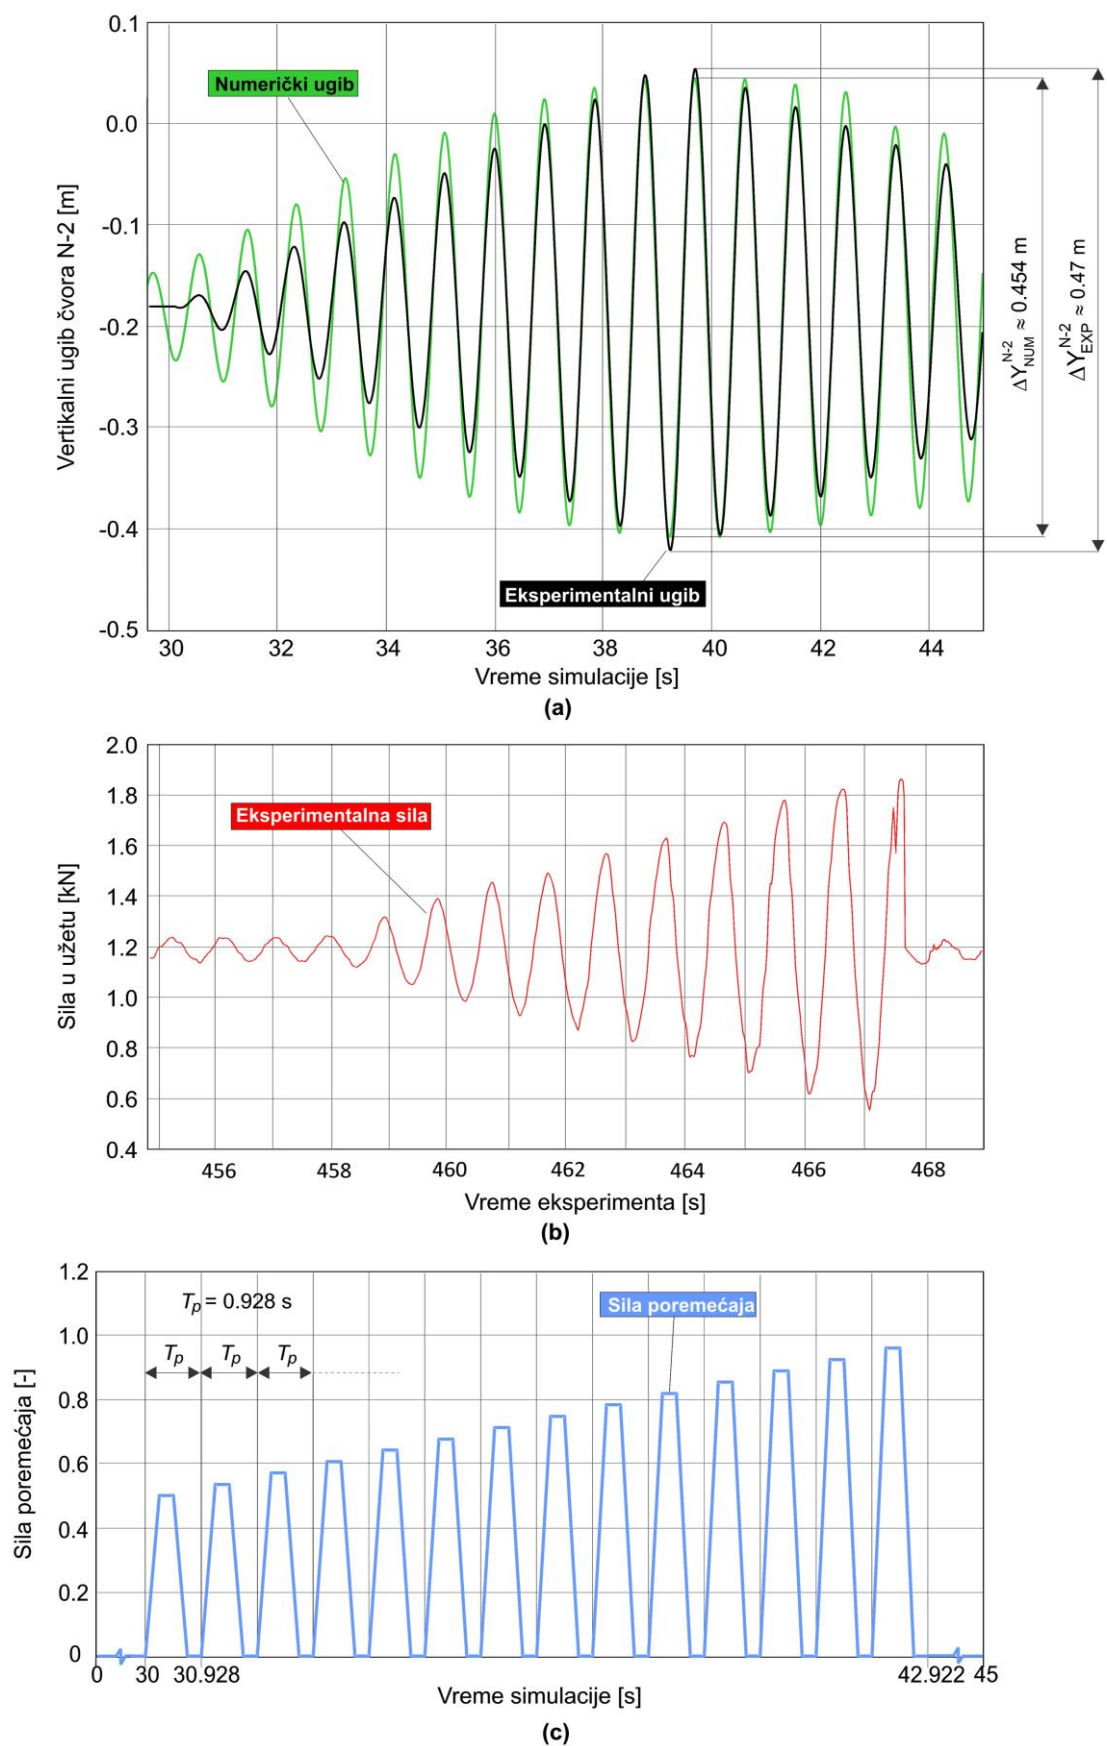 0.1
0.0
-0.1
-0.2
-0.3
-0.4
-0.5
Vertikalni ugib čvora N-2 [m]
Numerički ugib
Eksperimentalni ugib
ΔY_NUM^N-2 ≈ 0.454 m
ΔY_EXP^N-2 ≈ 0.47 m
30 32 34 36 38 40 42 44
Vreme simulacije [s]
(a)
2.0
1.8
1.6
1.4
1.2
1.0
0.8
0.6
0.4
Sila u užetu [kN]
Eksperimentalna sila
456 458 460 462 464 466 468
Vreme eksperimenta [s]
(b)
1.2
1.0
0.8
0.6
0.4
0.2
0
Sila poremećaja [-]
T_p = 0.928 s
T_p T_p T_p
Sila poremećaja
0 30 30.928 42.922 45
Vreme simulacije [s]
(c)